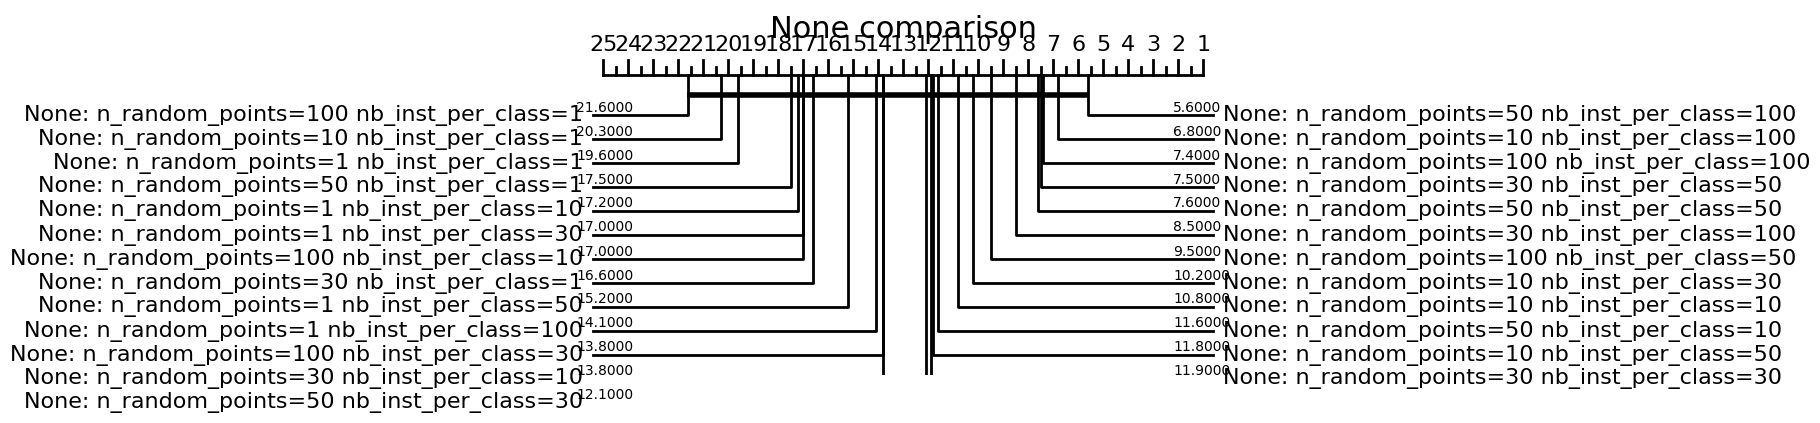 None comparison
25 24 23 22 21 20 19 18 17 16 15 14 13 12 11 10 9 8 7 6 5 4 3 2 1
None: n_random_points=100 nb_inst_per_class=1 21.6000 5.6000 None: n_random_points=50 nb_inst_per_class=100
None: n_random_points=10 nb_inst_per_class=1 20.3000 6.8000 None: n_random_points=10 nb_inst_per_class=100
None: n_random_points=1 nb_inst_per_class=1 19.6000 7.4000 None: n_random_points=100 nb_inst_per_class=100
None: n_random_points=50 nb_inst_per_class=1 17.5000 7.5000 None: n_random_points=30 nb_inst_per_class=50
None: n_random_points=1 nb_inst_per_class=10 17.2000 7.6000 None: n_random_points=50 nb_inst_per_class=50
None: n_random_points=1 nb_inst_per_class=30 17.0000 8.5000 None: n_random_points=30 nb_inst_per_class=100
None: n_random_points=100 nb_inst_per_class=10 17.0000 9.5000 None: n_random_points=100 nb_inst_per_class=50
None: n_random_points=30 nb_inst_per_class=1 16.6000 10.2000 None: n_random_points=10 nb_inst_per_class=30
None: n_random_points=1 nb_inst_per_class=50 15.2000 10.8000 None: n_random_points=10 nb_inst_per_class=10
None: n_random_points=1 nb_inst_per_class=100 14.1000 11.6000 None: n_random_points=50 nb_inst_per_class=10
None: n_random_points=100 nb_inst_per_class=30 13.8000 11.8000 None: n_random_points=10 nb_inst_per_class=50
None: n_random_points=30 nb_inst_per_class=10 13.8000 11.9000 None: n_random_points=30 nb_inst_per_class=30
None: n_random_points=50 nb_inst_per_class=30 12.1000